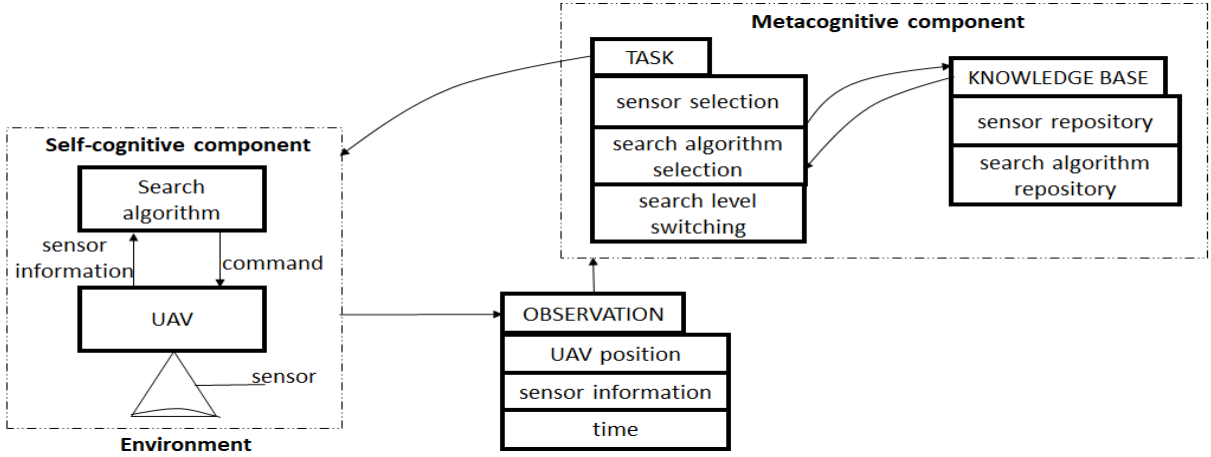 Metacognitive component
TASK
sensor selection
search algorithm
selection
search level
switching
KNOWLEDGE BASE
sensor repository
search algorithm
repository
Self-cognitive component
Search
algorithm
sensor
information
command
UAV
sensor
Environment
OBSERVATION
UAV position
sensor information
time